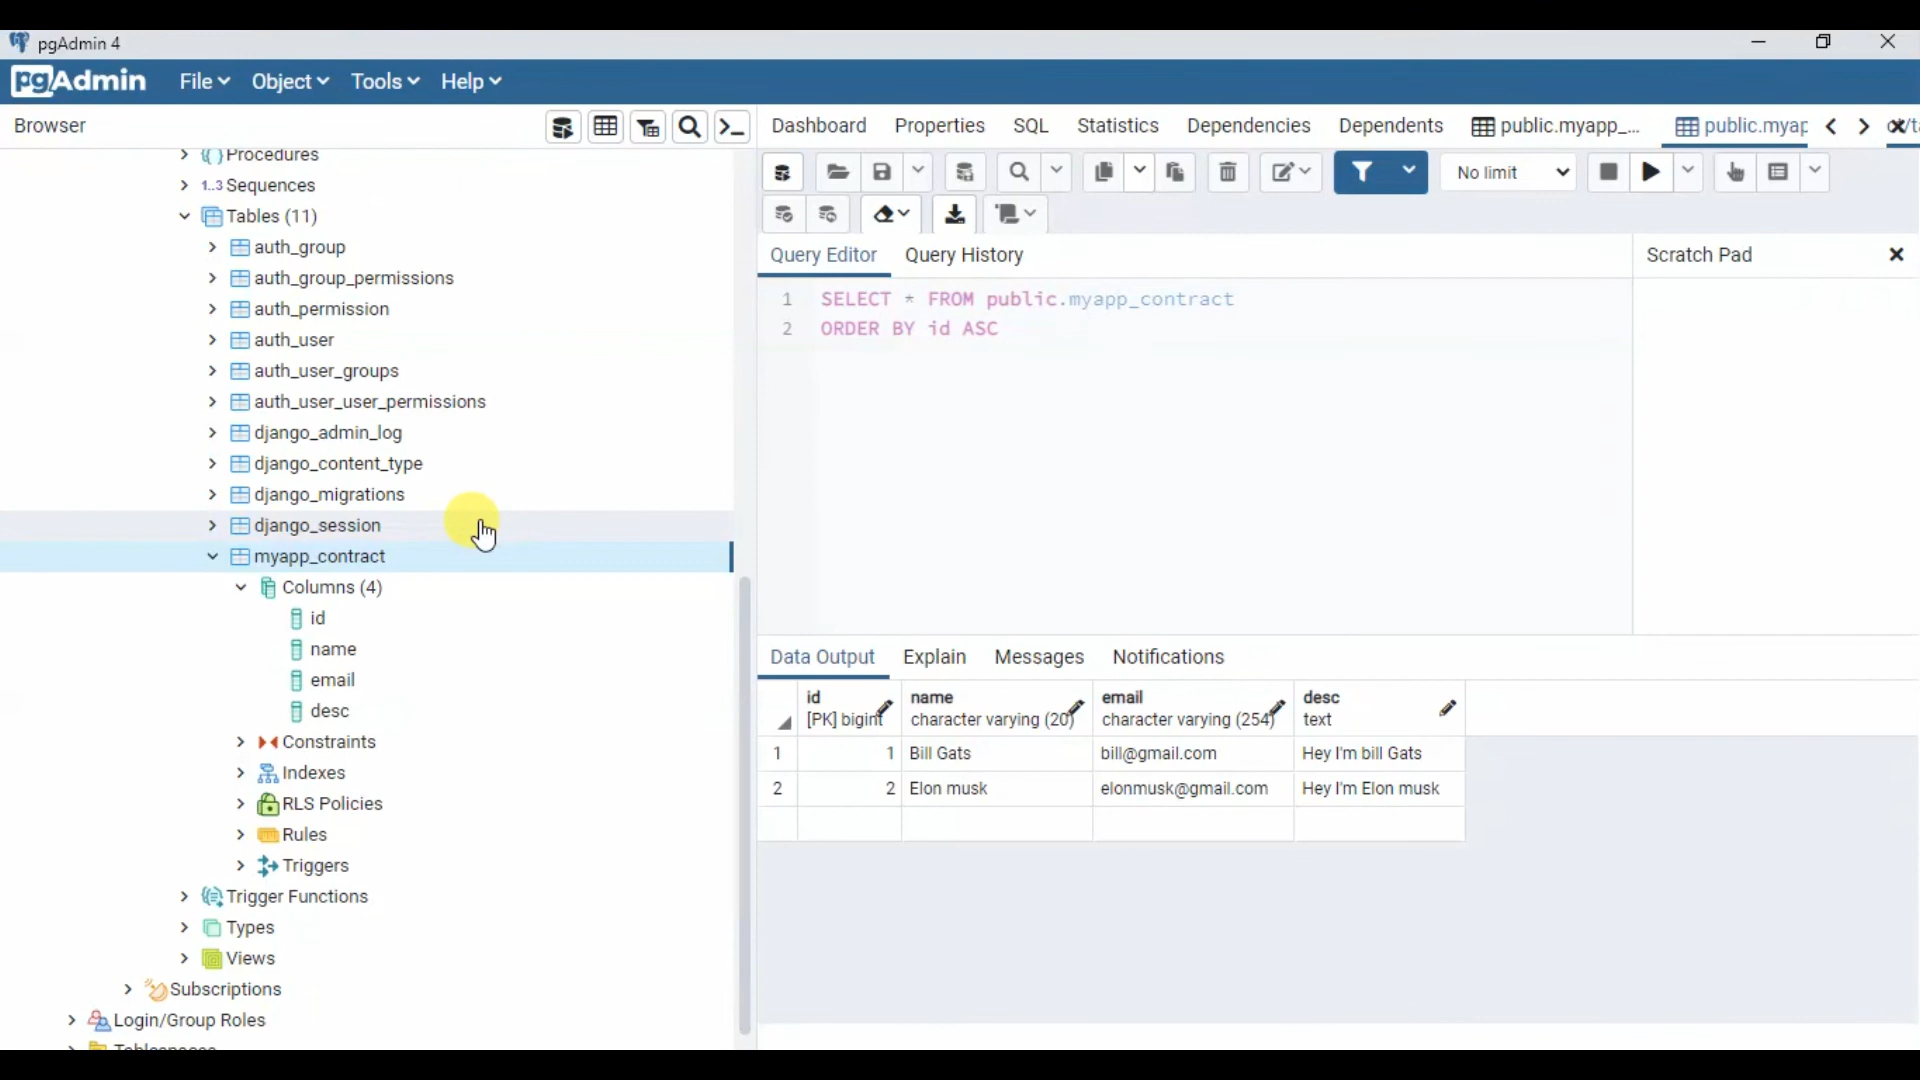 pgAdmin 4
pgAdmin File Object Tools Help
Browser
Procedures
1..3 Sequences
Tables (11)
auth_group
auth_group_permissions
auth_permission
auth_user
auth_user_groups
auth_user_user_permissions
django_admin_log
django_content_type
django_migrations
django_session
myapp_contract
Columns (4)
id
name
email
desc
Constraints
Indexes
RLS Policies
Rules
Triggers
Trigger Functions
Types
Views
Subscriptions
Login/Group Roles
Dashboard Properties SQL Statistics Dependencies Dependents public.myapp_... public.myap
No limit
Query Editor Query History
Scratch Pad
1 SELECT * FROM public.myapp_contract
2 ORDER BY id ASC
Data Output Explain Messages Notifications
id name email desc
[PK] bigint character varying (20) character varying (254) text
1 1 Bill Gats bill@gmail.com Hey I'm bill Gats
2 2 Elon musk elonmusk@gmail.com Hey I'm Elon musk